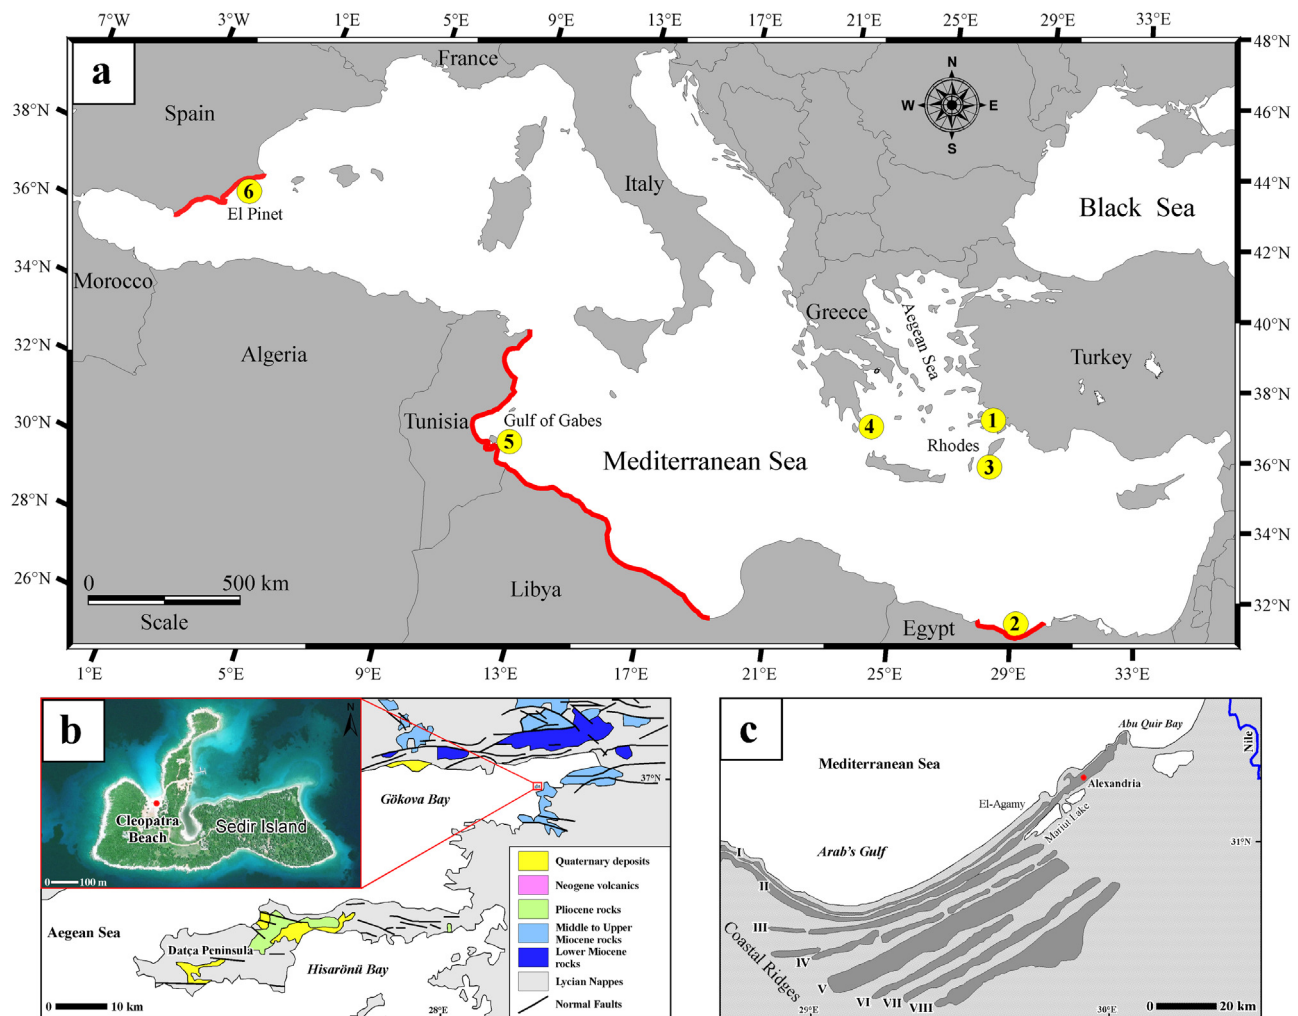 7°W 3°W 1°E 5°E 9°E 13°E 17°E 21°E 25°E 29°E 33°E
48°N
a
France
N
W E
S
46°N
38°N
Spain
44°N
36°N
6
El Pinet
Italy
Black Sea
42°N
34°N
Morocco
Greece
Aegean Sea
40°N
32°N
Algeria
Turkey
38°N
30°N
Tunisia
Gulf of Gabes
5
4
1
Rhodes
3
Mediterranean Sea
36°N
28°N
34°N
26°N
0 500 km
Scale
Libya
Egypt
2
32°N
1°E 5°E 9°E 13°E 17°E 21°E 25°E 29°E 33°E
b
N
Cleopatra
Beach
Sedir Island
0 100 m
Gökova Bay
37°N
Quaternary deposits
Neogene volcanics
Pliocene rocks
Middle to Upper
Miocene rocks
Lower Miocene
rocks
Lycian Nappes
Normal Faults
Aegean Sea
Datça Peninsula
Hisarönü Bay
0 10 km
28°E
c
Abu Quir Bay
Nile
Mediterranean Sea
Alexandria
El-Agamy
Mariut Lake
Arab's Gulf
31°N
I
II
III
IV
V
VI
VII
VIII
Coastal Ridges
29°E
30°E
0 20 km